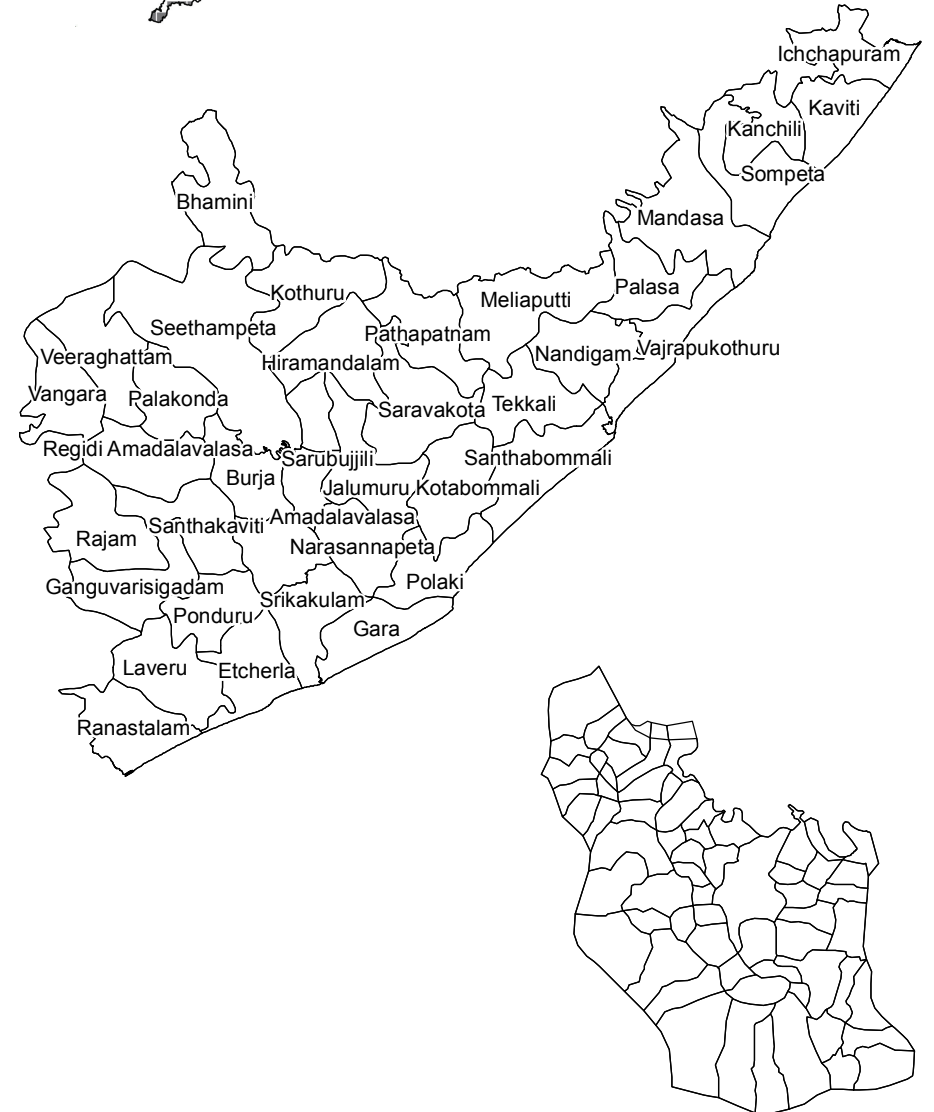 Ichchapuram
Kaviti
Kanchili
Sompeta
Bhamini
Mandasa
Kothuru
Meliaputti
Palasa
Seethampeta
Pathapatnam
Veeraghattam
Hiramandalam
Nandigam
Vajrapukothuru
Vangara
Palakonda
Saravakota
Tekkali
Regidi Amadalavalasa
Sarubujjili
Santhabommali
Burja
Jalumuru
Kotabommali
Santhakaviti
Amadalavalasa
Rajam
Narasannapeta
Ganguvarisigadam
Polaki
Srikakulam
Ponduru
Gara
Laveru
Etcherla
Ranastalam